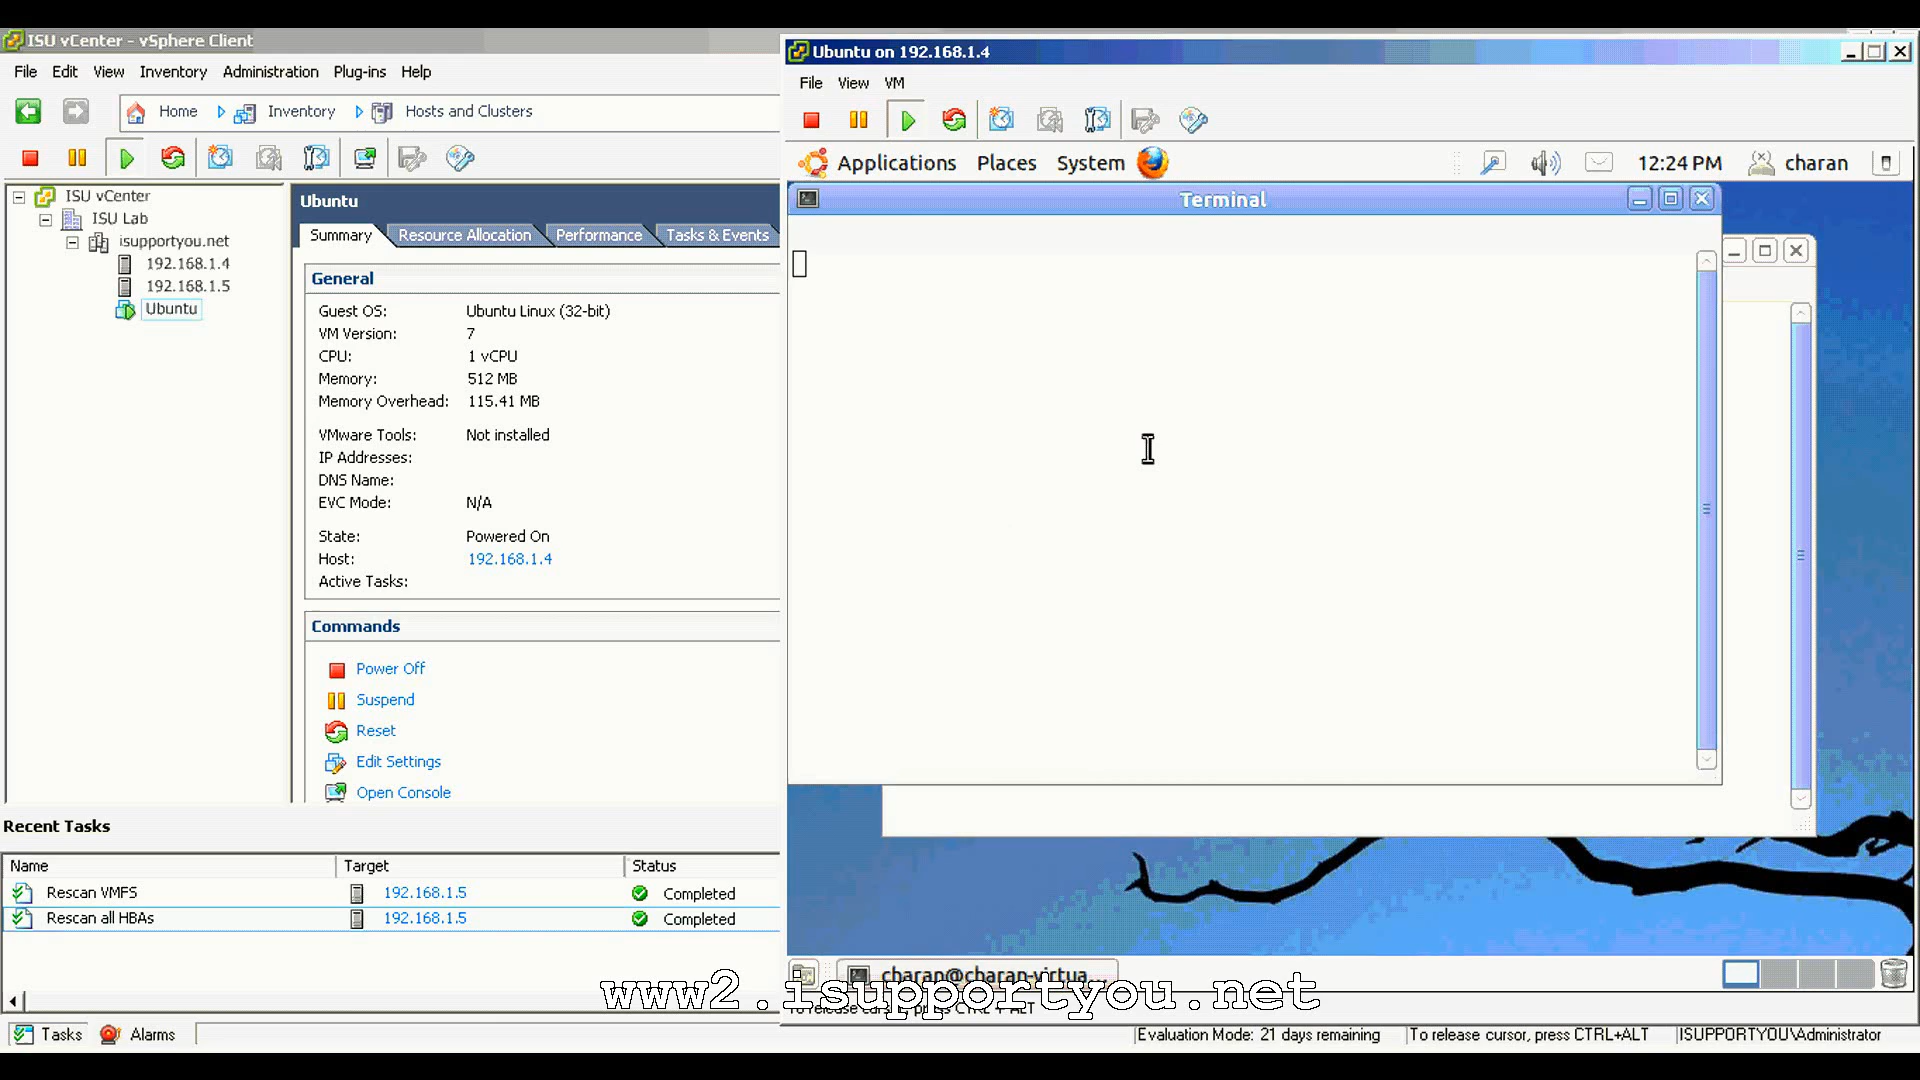 ISU vCenter - vSphere Client
File Edit View Inventory Administration Plug-ins Help
Home Inventory Hosts and Clusters
ISU vCenter
ISU Lab
isupportyou.net
192.168.1.4
192.168.1.5
Ubuntu
Ubuntu
Summary Resource Allocation Performance Tasks & Events
General
Guest OS: Ubuntu Linux (32-bit)
VM Version: 7
CPU: 1 vCPU
Memory: 512 MB
Memory Overhead: 115.41 MB
VMware Tools: Not installed
IP Addresses:
DNS Name:
EVC Mode: N/A
State: Powered On
Host: 192.168.1.4
Active Tasks:
Commands
Power Off
Suspend
Reset
Edit Settings
Open Console
Ubuntu on 192.168.1.4
File View VM
Applications Places System 12:24 PM charan
Terminal
charan@charan-virtua...
To release cursor, press CTRL + ALT
Recent Tasks
Name Target Status
Rescan VMFS 192.168.1.5 Completed
Rescan all HBAs 192.168.1.5 Completed
www2.isupportyou.net
Tasks Alarms
Evaluation Mode: 21 days remaining To release cursor, press CTRL+ALT ISUPPORTYOU\Administrator